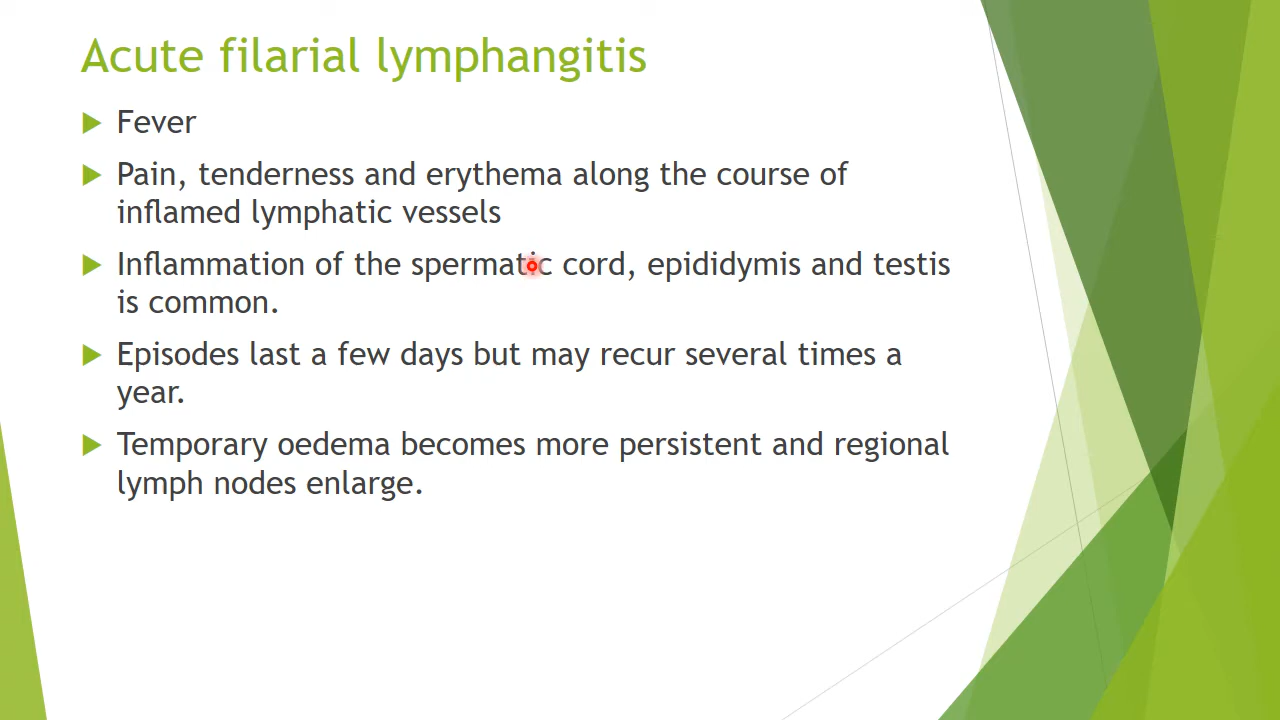 Acute filarial lymphangitis
Fever
Pain, tenderness and erythema along the course of
inflamed lymphatic vessels
Inflammation of the spermatic cord, epididymis and testis
is common.
Episodes last a few days but may recur several times a
year.
Temporary oedema becomes more persistent and regional
lymph nodes enlarge.